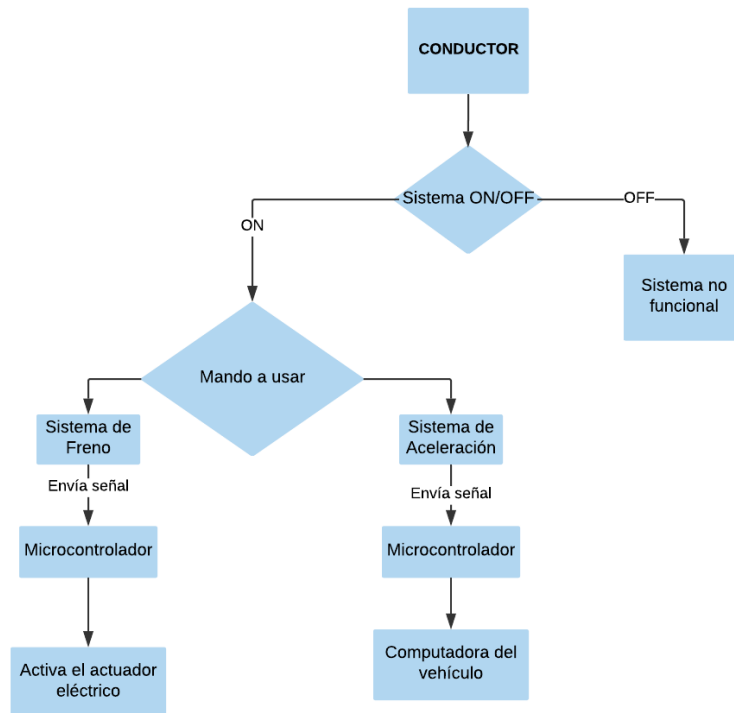 CONDUCTOR
Sistema ON/OFF
OFF
ON
Sistema no
funcional
Mando a usar
Sistema de
Freno
Sistema de
Aceleración
Envía señal
Envía señal
Microcontrolador
Microcontrolador
Activa el actuador
eléctrico
Computadora del
vehículo